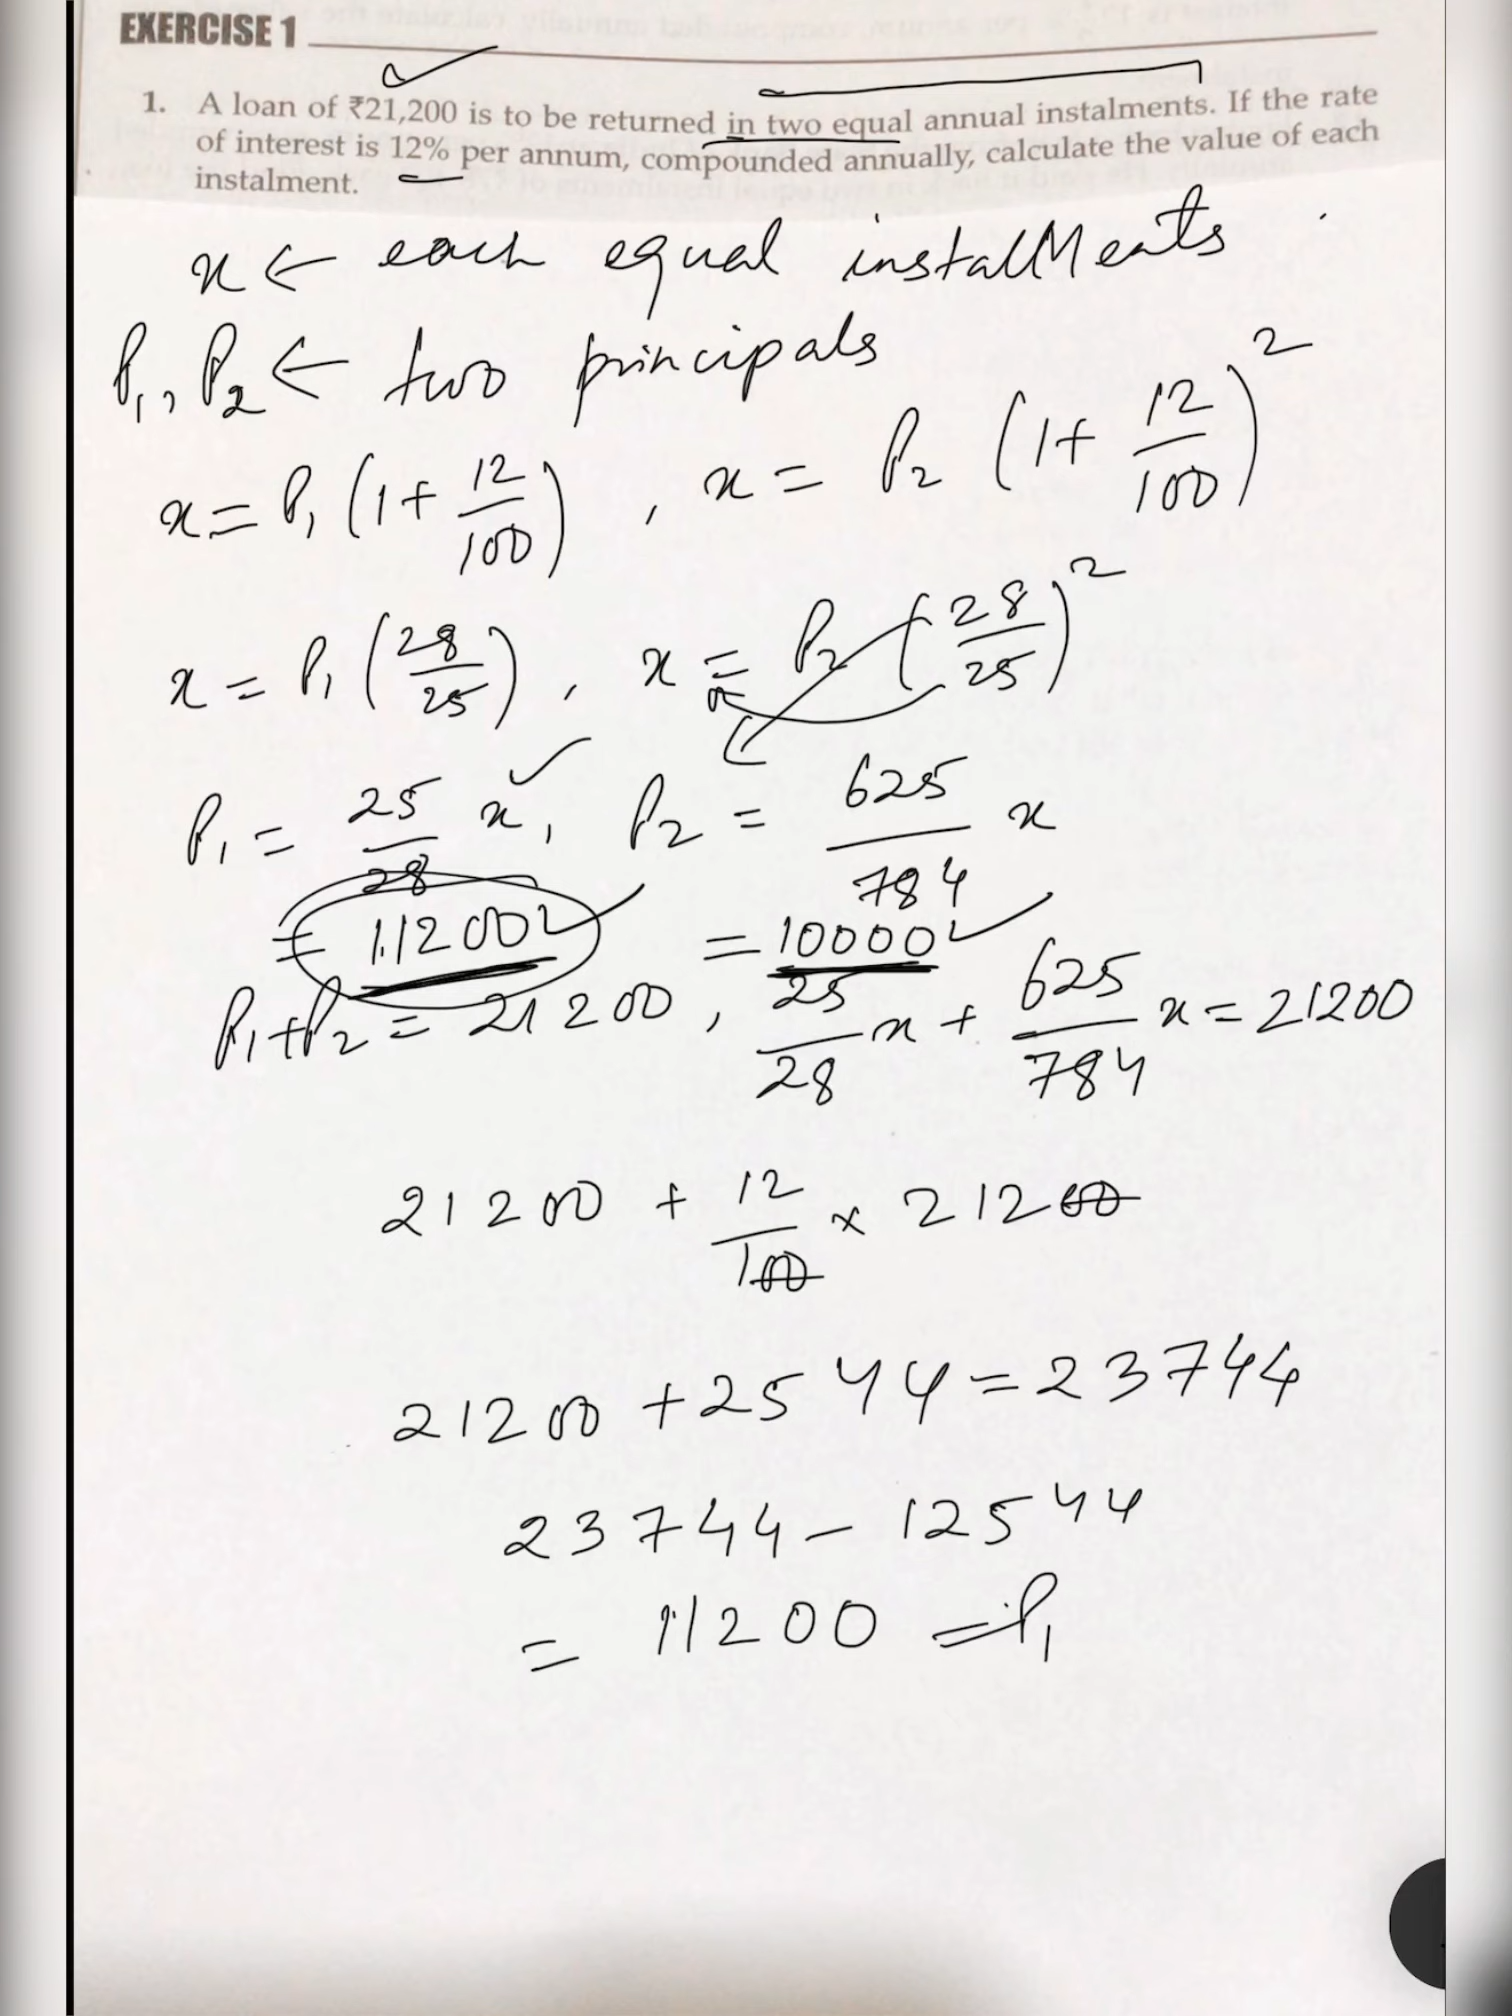 EXERCISE 1
1. A loan of ₹21,200 is to be returned in two equal annual instalments. If the rate
of interest is 12% per annum, compounded annually, calculate the value of each
instalment.
x ← each equal installments
P₁, P₂ ← two principals
x = P₁ (1 + 12/100) , x = P₂ (1 + 12/100)²
x = P₁ (28/25) , x = P₂ (28/25)²
P₁ = 25/28 x, P₂ = 625/784 x
= 11200 = 10000
P₁ + P₂ = 21200 , 25/28 x + 625/784 x = 21200
21200 + 12/100 × 21200
21200 + 2544 = 23744
23744 - 12544
= 11200 = P₁